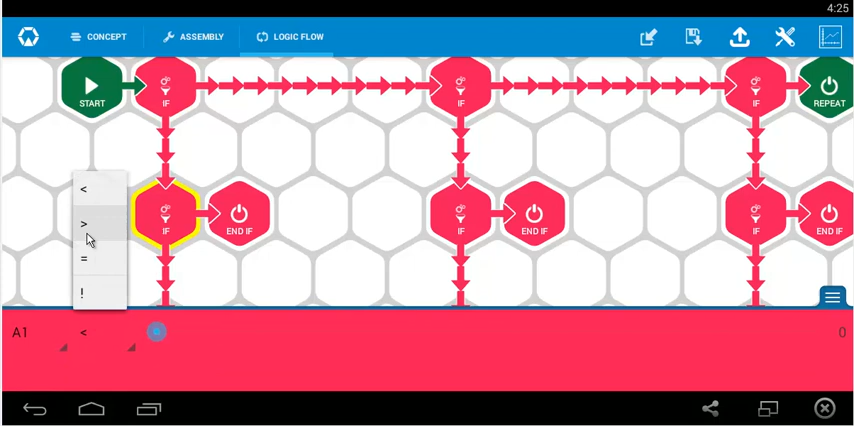 4:25
CONCEPT ASSEMBLY LOGIC FLOW
START IF IF IF REPEAT
<
>
=
!
IF END IF IF END IF IF END IF
A1 < 0